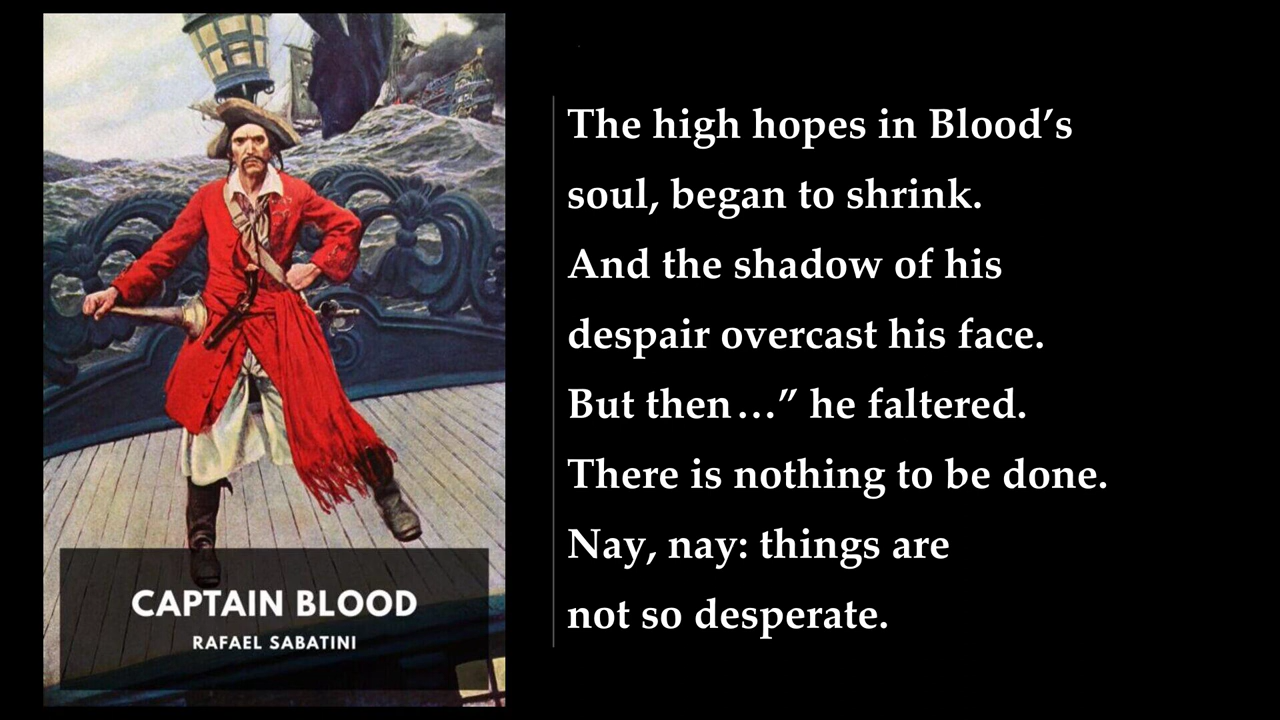 CAPTAIN BLOOD
RAFAEL SABATINI
The high hopes in Blood’s
soul, began to shrink.
And the shadow of his
despair overcast his face.
But then…” he faltered.
There is nothing to be done.
Nay, nay: things are
not so desperate.